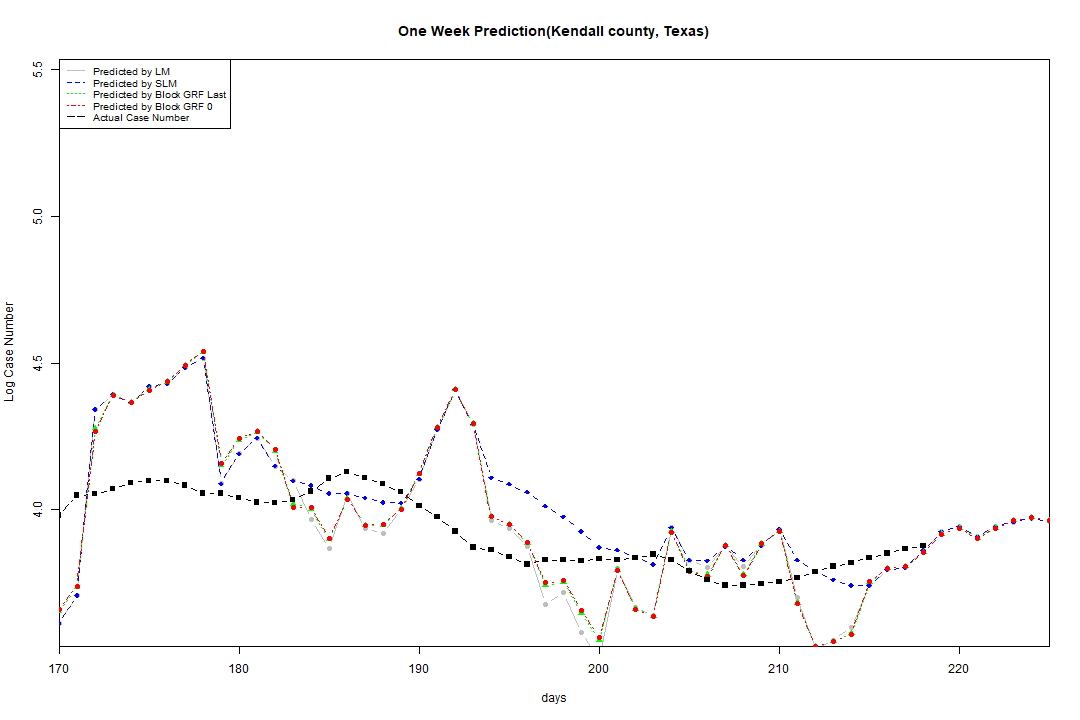 One Week Prediction(Kendall county, Texas)
Predicted by LM
Predicted by SLM
Predicted by Block GRF Last
Predicted by Block GRF 0
Actual Case Number
5.5
5.0
4.5
4.0
Log Case Number
170 180 190 200 210 220
days